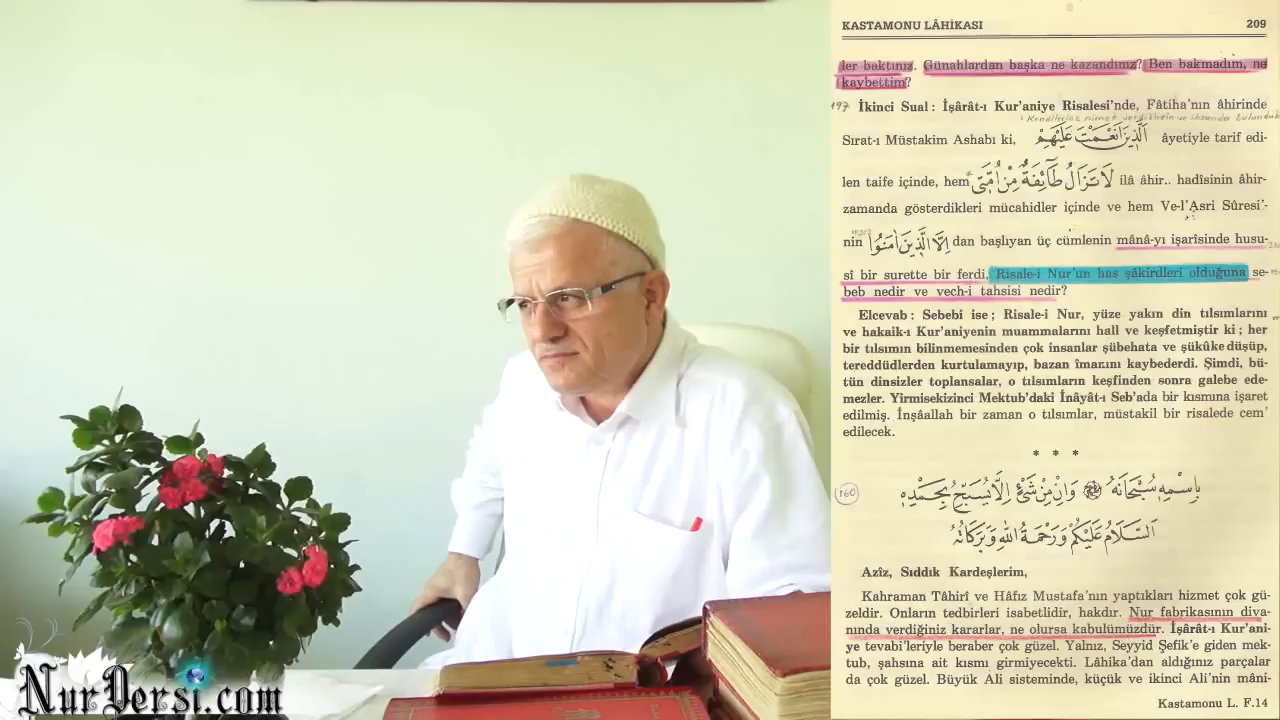 KASTAMONU LÂHİKASI 209
ler baktınız. Günahlardan başka ne kazandınız? Ben bakmadım, ne
kaybettim?
197 İkinci Sual : İşârât-ı Kur'aniye Risalesi'nde, Fâtiha'nın âhirinde
Sırat-ı Müstakim Ashabı ki, اَلَّذِينَ اَنْعَمْتَ عَلَيْهِمْ âyetiyle tarif edi-
len taife içinde, hem لَا تَزَالُ طَٓائِفَةٌ مِنْ اُمَّتِى ilâ âhir.. hadîsinin âhir-
zamanda gösterdikleri mücahidler içinde ve hem Ve-l'Asri Sûresi'-
nin اِلَّا الَّذِينَ اٰمَنُوا dan başlıyan üç cümlenin mânâ-yı işarîsinde husu-
sî bir surette bir ferdi, Risale-i Nur'un has şâkirdleri olduğuna se-
beb nedir ve vech-i tahsisi nedir?
Elcevab : Sebebi ise ; Risale-i Nur, yüze yakın din tılsımlarını
ve hakaik-ı Kur'aniyenin muammalarını hall ve keşfetmiştir ki ; her
bir tılsımın bilinmemesinden çok insanlar şübehata ve şükûke düşüp,
tereddüdlerden kurtulamayıp, bazan îmanını kaybederdi. Şimdi, bü-
tün dinsizler toplansalar, o tılsımların keşfinden sonra galebe ede-
mezler. Yirmisekizinci Mektub'daki İnâyât-ı Seb'ada bir kısmına işaret
edilmiş. İnşâallah bir zaman o tılsımlar, müstakil bir risalede cem'
edilecek.
* * *
160 بِاسْمِهِ سُبْحَانَهُ وَاِنْ مِنْ شَيْءٍ اِلَّا يُسَبِّحُ بِحَمْدِهِ
اَلسَّلَامُ عَلَيْكُمْ وَرَحْمَةُ اللّٰهِ وَبَرَكَاتُهُ
Azîz, Sıddık Kardeşlerim,
Kahraman Tâhirî ve Hâfız Mustafa'nın yaptıkları hizmet çok gü-
zeldir. Onların tedbirleri isabetlidir, hakdır. Nur fabrikasının diva-
nında verdiğiniz kararlar, ne olursa kabulümüzdür. İşârât-ı Kur'ani-
ye tevabi'leriyle beraber çok güzel. Yalnız, Seyyid Şefik'e giden mek-
tub, şahsına ait kısmı girmiyecekti. Lâhika'dan aldığınız parçalar
da çok güzel. Büyük Ali sisteminde, küçük ve ikinci Ali'nin mâni-
Kastamonu L. F.14
NurDersi.com